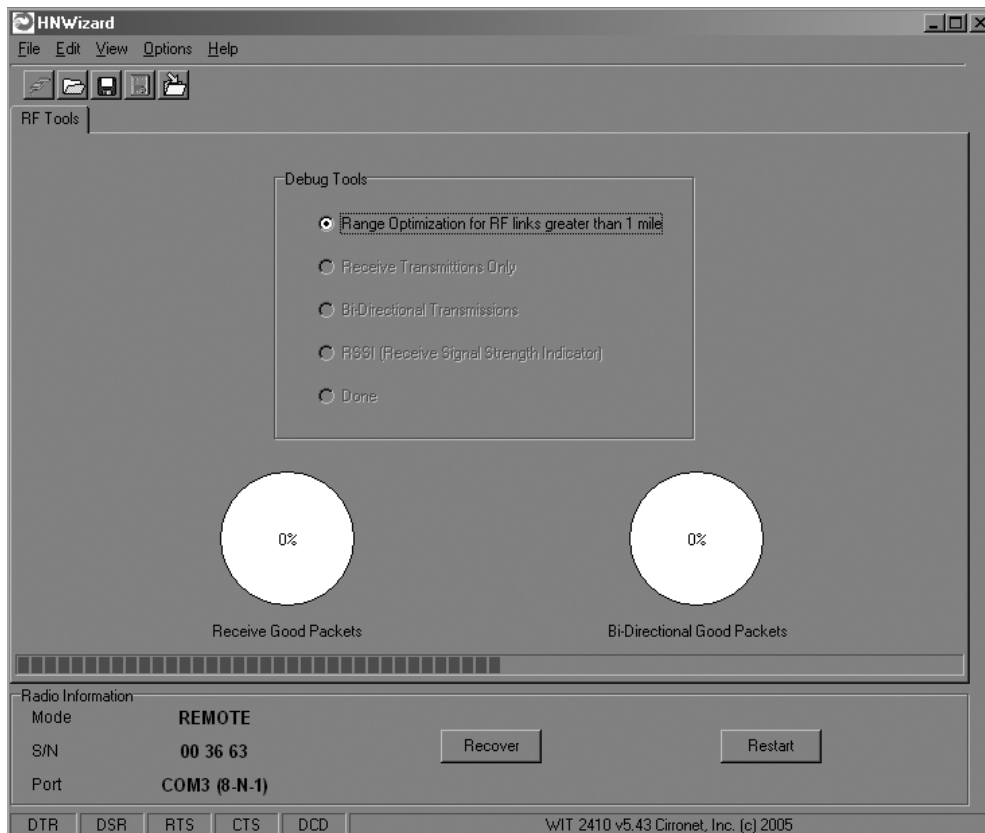 HNWizard
File Edit View Options Help
RF Tools
Debug Tools
Range Optimization for RF links greater than 1 mile
Receive Transmittions Only
Bi-Directional Transmissions
RSSI (Receive Signal Strength Indicator)
Done
0% 0%
Receive Good Packets Bi-Directional Good Packets
Radio Information
Mode REMOTE
S/N 00 36 63 Recover Restart
Port COM3 (8-N-1)
DTR DSR RTS CTS DCD WIT 2410 v5.43 Cirronet, Inc. (c) 2005